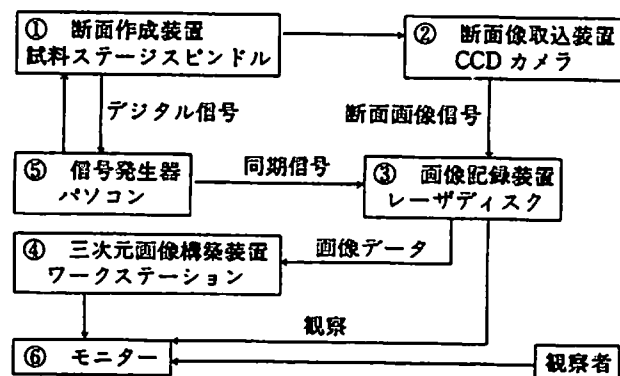 ① 断面作成装置
試料ステージスピンドル
② 断面像取込装置
CCD カメラ
デジタル信号
断面画像信号
⑤ 信号発生器
パソコン
同期信号
③ 画像記録装置
レーザディスク
④ 三次元画像構築装置
ワークステーション
画像データ
観察
⑥ モニター
観察者